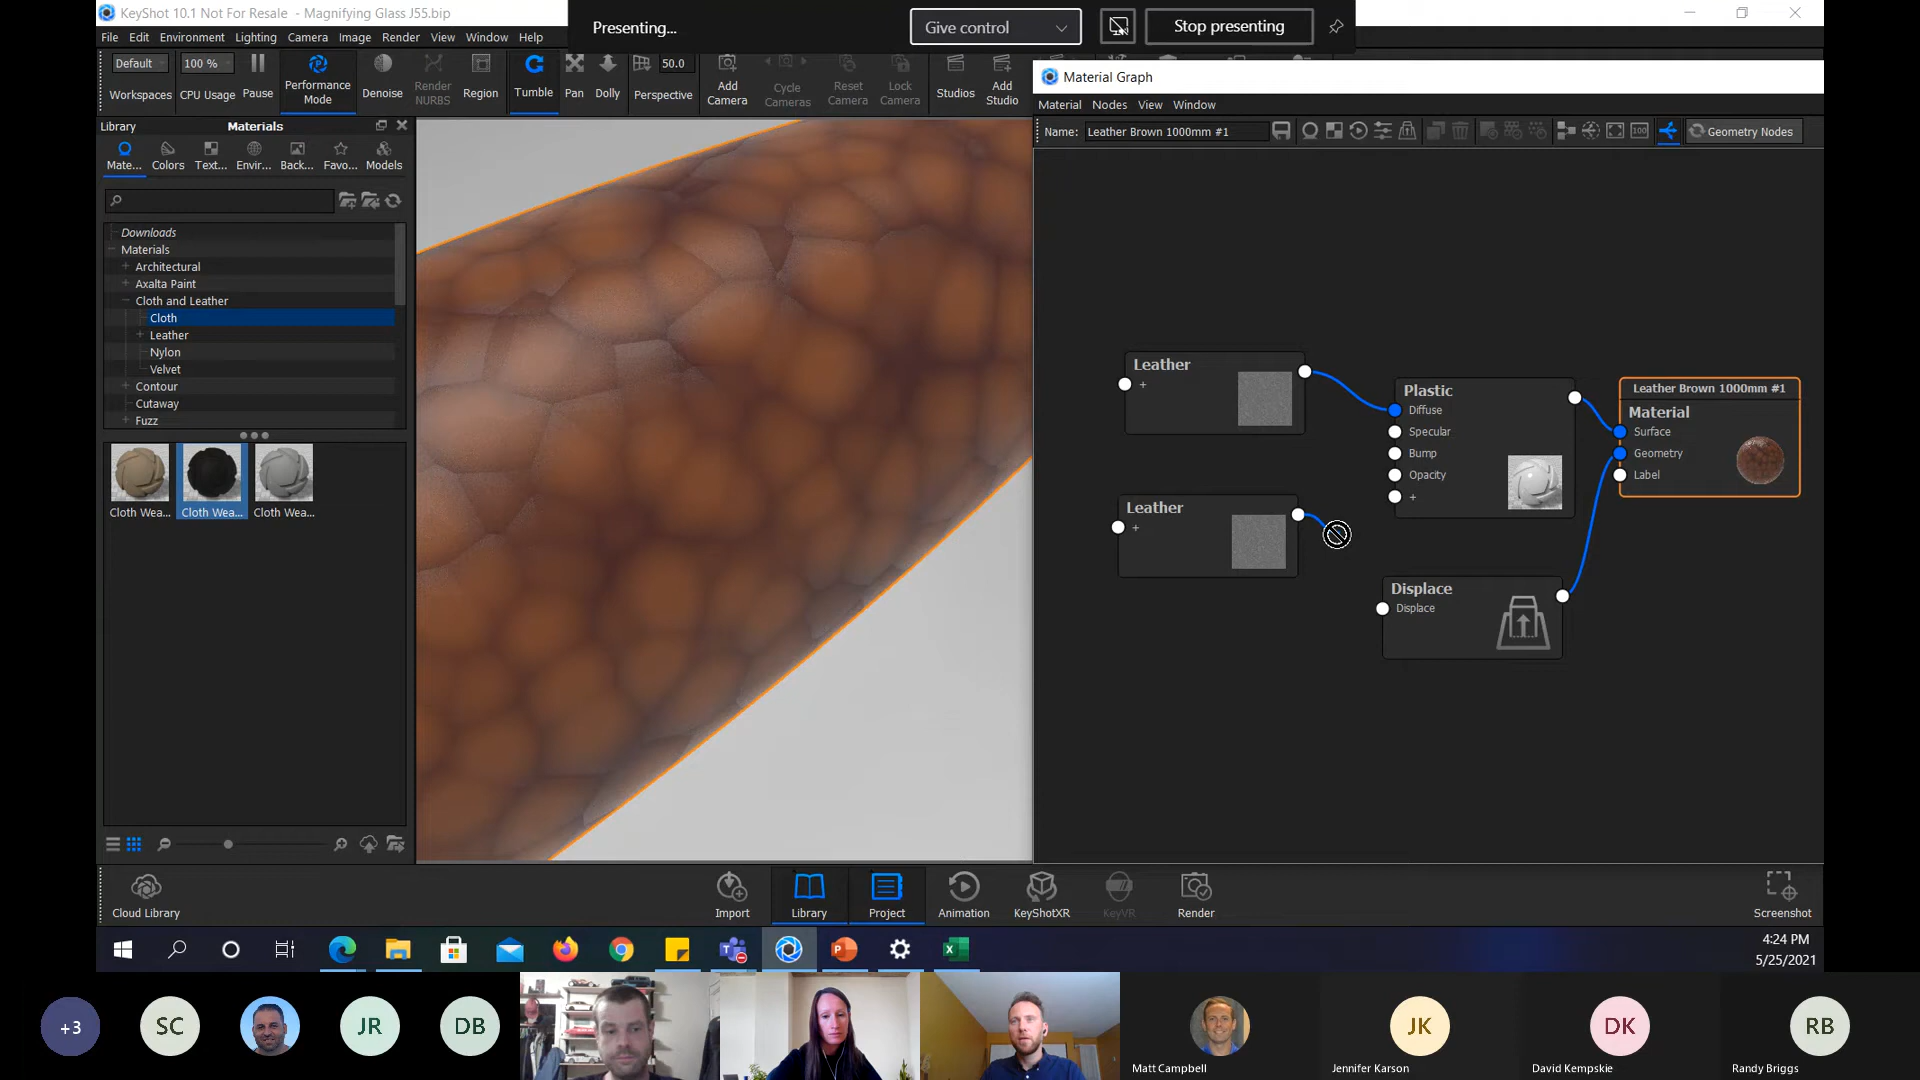 KeyShot 10.1 Not For Resale - Magnifying Glass J55.bip
Presenting...
Give control
Stop presenting
File Edit Environment Lighting Camera Image Render View Window Help
Default
100 %
50.0
Workspaces
CPU Usage
Pause
Performance Mode
Denoise
Render NURBS
Region
Tumble
Pan
Dolly
Perspective
Add Camera
Cycle Cameras
Reset Camera
Lock Camera
Studios
Add Studio
Material Graph
Material Nodes View Window
Name: Leather Brown 1000mm #1
100
Geometry Nodes
Library
Materials
Mate...
Colors
Text...
Envir...
Back...
Favo...
Models
Downloads
Materials
Architectural
Axalta Paint
Cloth and Leather
Cloth
Leather
Nylon
Velvet
Contour
Cutaway
Fuzz
Cloth Wea...
Cloth Wea...
Cloth Wea...
Leather
+
Leather
+
Plastic
Diffuse
Specular
Bump
Opacity
+
Displace
Displace
Leather Brown 1000mm #1
Material
Surface
Geometry
Label
Cloud Library
Import
Library
Project
Animation
KeyShotXR
KeyVR
Render
Screenshot
4:24 PM
5/25/2021
+3
SC
JR
DB
Matt Campbell
JK
Jennifer Karson
DK
David Kempskie
RB
Randy Briggs